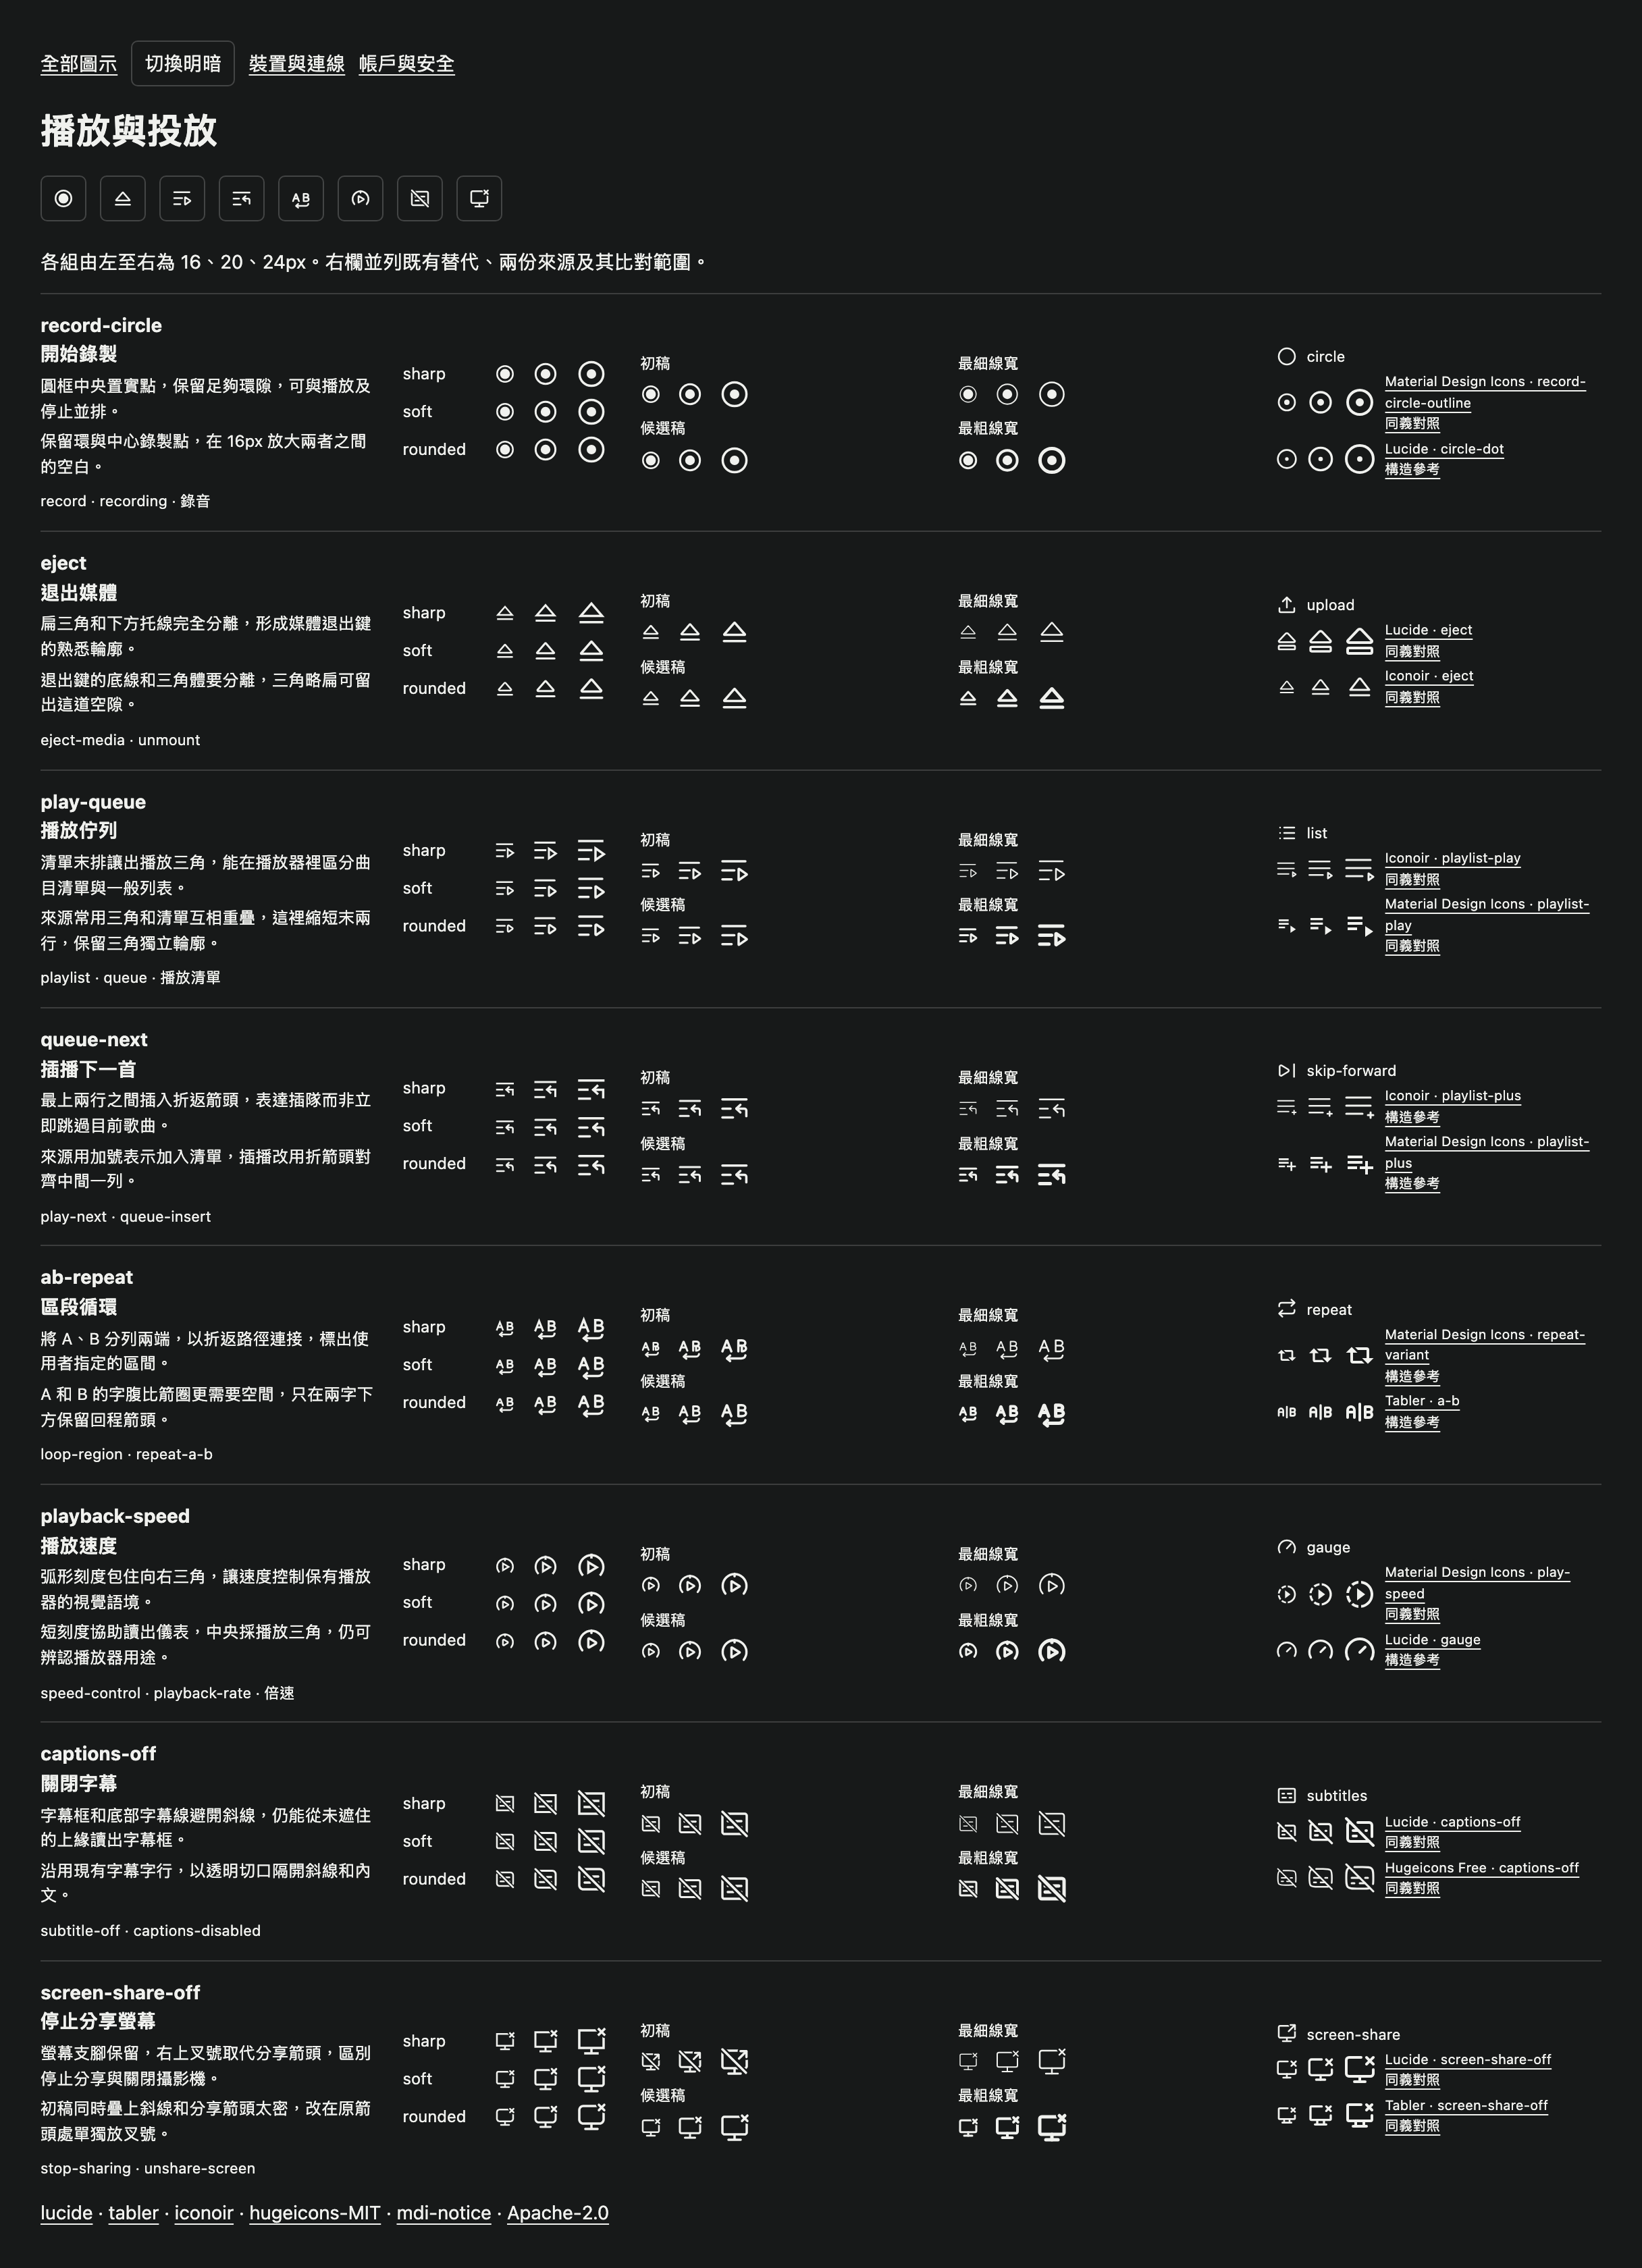 全部圖示 切換明暗 裝置與連線 帳戶與安全
播放與投放
各組由左至右為 16、20、24px。右欄並列既有替代、兩份來源及其比對範圍。
record-circle
開始錄製
圓框中央置實點，保留足夠環隙，可與播放及
停止並排。
保留環與中心錄製點，在 16px 放大兩者之間
的空白。
record · recording · 錄音
sharp
soft
rounded
初稿
候選稿
最細線寬
最粗線寬
circle
Material Design Icons · record-
circle-outline
同義對照
Lucide · circle-dot
構造參考
eject
退出媒體
扁三角和下方托線完全分離，形成媒體退出鍵
的熟悉輪廓。
退出鍵的底線和三角體要分離，三角略扁可留
出這道空隙。
eject-media · unmount
sharp
soft
rounded
初稿
候選稿
最細線寬
最粗線寬
upload
Lucide · eject
同義對照
Iconoir · eject
同義對照
play-queue
播放佇列
清單末排讓出播放三角，能在播放器裡區分曲
目清單與一般列表。
來源常用三角和清單互相重疊，這裡縮短末兩
行，保留三角獨立輪廓。
playlist · queue · 播放清單
sharp
soft
rounded
初稿
候選稿
最細線寬
最粗線寬
list
Iconoir · playlist-play
同義對照
Material Design Icons · playlist-
play
同義對照
queue-next
插播下一首
最上兩行之間插入折返箭頭，表達插隊而非立
即跳過目前歌曲。
來源用加號表示加入清單，插播改用折箭頭對
齊中間一列。
play-next · queue-insert
sharp
soft
rounded
初稿
候選稿
最細線寬
最粗線寬
skip-forward
Iconoir · playlist-plus
構造參考
Material Design Icons · playlist-
plus
構造參考
ab-repeat
區段循環
將 A、B 分列兩端，以折返路徑連接，標出使
用者指定的區間。
A 和 B 的字腹比箭圈更需要空間，只在兩字下
方保留回程箭頭。
loop-region · repeat-a-b
sharp
soft
rounded
初稿
候選稿
最細線寬
最粗線寬
repeat
Material Design Icons · repeat-
variant
構造參考
Tabler · a-b
構造參考
playback-speed
播放速度
弧形刻度包住向右三角，讓速度控制保有播放
器的視覺語境。
短刻度協助讀出儀表，中央採播放三角，仍可
辨認播放器用途。
speed-control · playback-rate · 倍速
sharp
soft
rounded
初稿
候選稿
最細線寬
最粗線寬
gauge
Material Design Icons · play-
speed
同義對照
Lucide · gauge
構造參考
captions-off
關閉字幕
字幕框和底部字幕線避開斜線，仍能從未遮住
的上緣讀出字幕框。
沿用現有字幕字行，以透明切口隔開斜線和內
文。
subtitle-off · captions-disabled
sharp
soft
rounded
初稿
候選稿
最細線寬
最粗線寬
subtitles
Lucide · captions-off
同義對照
Hugeicons Free · captions-off
同義對照
screen-share-off
停止分享螢幕
螢幕支腳保留，右上叉號取代分享箭頭，區別
停止分享與關閉攝影機。
初稿同時疊上斜線和分享箭頭太密，改在原箭
頭處單獨放叉號。
stop-sharing · unshare-screen
sharp
soft
rounded
初稿
候選稿
最細線寬
最粗線寬
screen-share
Lucide · screen-share-off
同義對照
Tabler · screen-share-off
同義對照
lucide · tabler · iconoir · hugeicons-MIT · mdi-notice · Apache-2.0